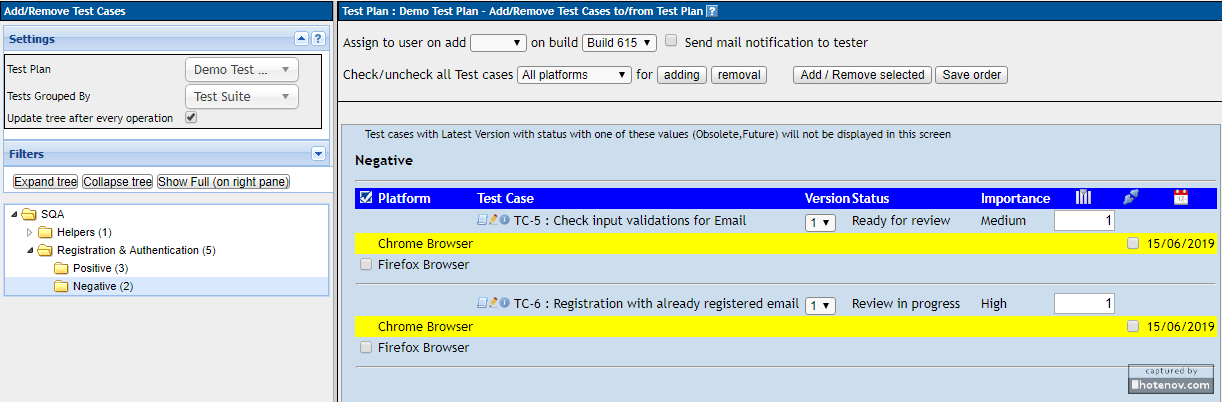 Add/Remove Test Cases
Settings
?
Test Plan
Demo Test ...
Tests Grouped By
Test Suite
Update tree after every operation
Filters
Expand tree Collapse tree Show Full (on right pane)
SQA
Helpers (1)
Registration & Authentication (5)
Positive (3)
Negative (2)
Test Plan : Demo Test Plan - Add/Remove Test Cases to/from Test Plan ?
Assign to user on add on build Build 615 Send mail notification to tester
Check/uncheck all Test cases All platforms for adding removal Add / Remove selected Save order
Test cases with Latest Version with status with one of these values (Obsolete,Future) will not be displayed in this screen
Negative
Platform Test Case Version Status Importance
TC-5 : Check input validations for Email 1 Ready for review Medium 1
Chrome Browser 15/06/2019
Firefox Browser
TC-6 : Registration with already registered email 1 Review in progress High 1
Chrome Browser 15/06/2019
Firefox Browser
captured by
hotenov.com